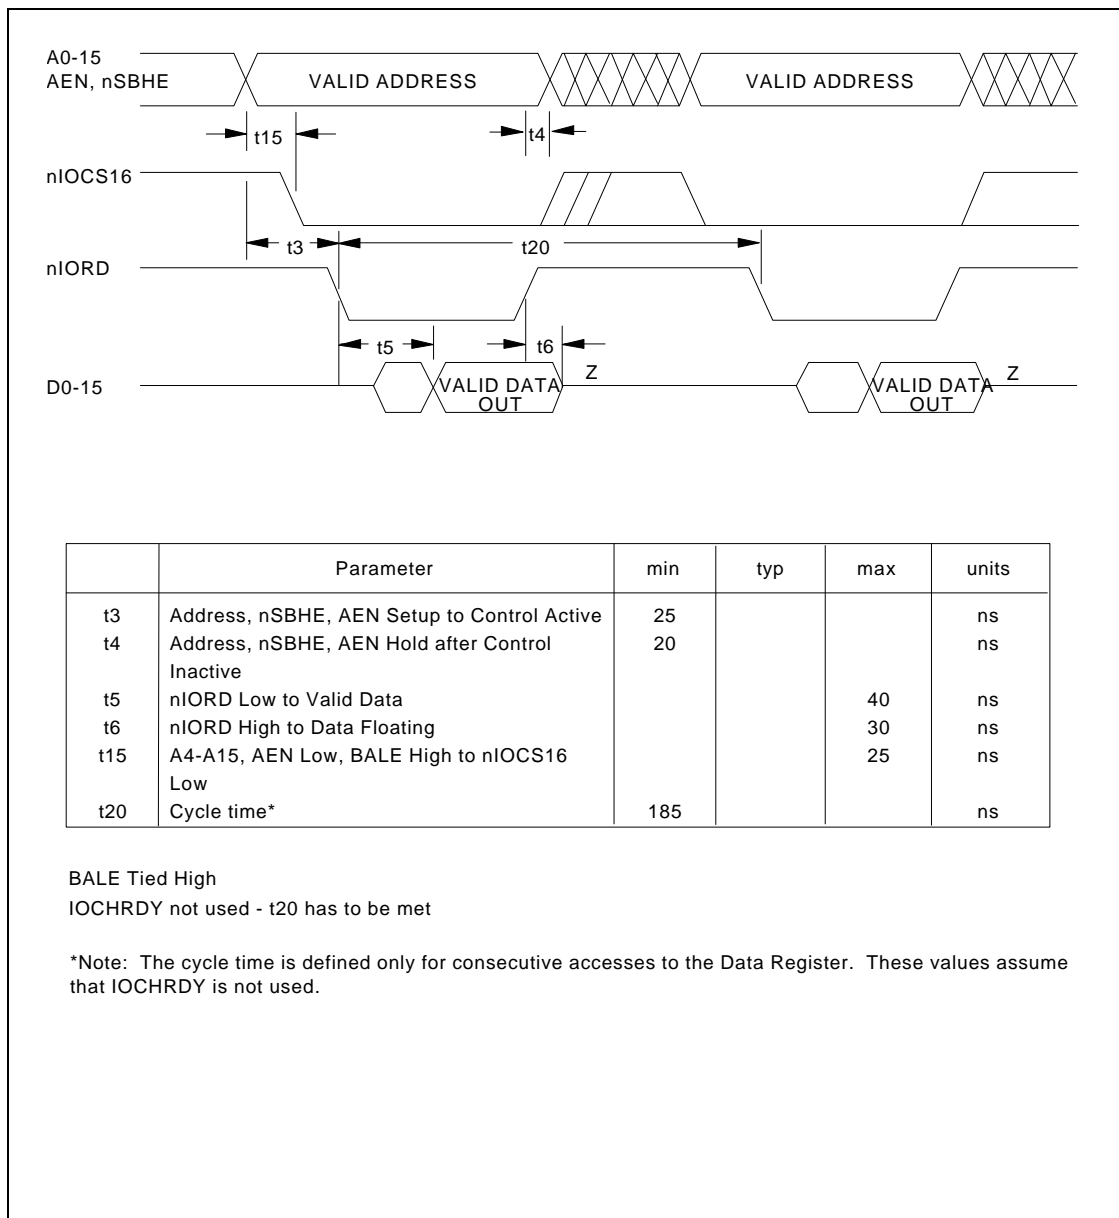 A0-15
AEN, nSBHE
VALID ADDRESS
VALID ADDRESS
t15
t4
nIOCS16
t3
t20
nIORD
t5
t6
D0-15
VALID DATA
OUT
Z
VALID DATA
OUT
Z
Parameter min typ max units
t3 Address, nSBHE, AEN Setup to Control Active 25 ns
t4 Address, nSBHE, AEN Hold after Control 20 ns
Inactive
t5 nIORD Low to Valid Data 40 ns
t6 nIORD High to Data Floating 30 ns
t15 A4-A15, AEN Low, BALE High to nIOCS16 25 ns
Low
t20 Cycle time* 185 ns
BALE Tied High
IOCHRDY not used - t20 has to be met
*Note: The cycle time is defined only for consecutive accesses to the Data Register. These values assume
that IOCHRDY is not used.